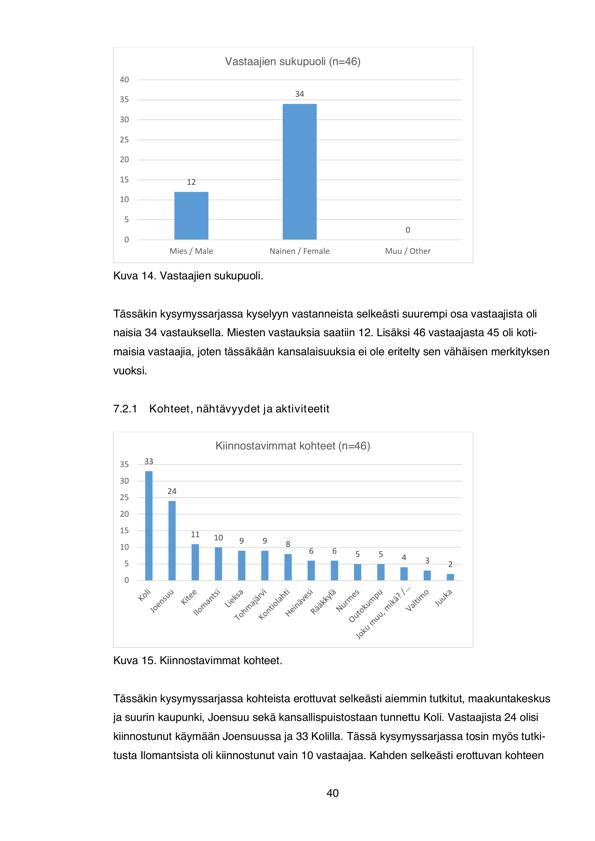 Vastaajien sukupuoli (n=46)
40
35
30
25
20
15
10
5
0
12
34
0
Mies / Male
Nainen / Female
Muu / Other
Kuva 14. Vastaajien sukupuoli.
Tässäkin kysymyssarjassa kyselyyn vastanneista selkeästi suurempi osa vastaajista oli
naisia 34 vastauksella. Miesten vastauksia saatiin 12. Lisäksi 46 vastaajasta 45 oli koti-
maisia vastaajia, joten tässäkään kansalaisuuksia ei ole eritelty sen vähäisen merkityksen
vuoksi.
7.2.1 Kohteet, nähtävyydet ja aktiviteetit
Kiinnostavimmat kohteet (n=46)
35
30
25
20
15
10
5
0
33
24
11
10
9
9
8
6
6
5
5
4
3
2
Koli
Joensuu
Kitee
Ilomantsi
Lieksa
Tohmajärvi
Kontiolahti
Heinävesi
Rääkkylä
Nurmes
Outokumpu
Joku muu, mikä? /...
Valtimo
Juuka
Kuva 15. Kiinnostavimmat kohteet.
Tässäkin kysymyssarjassa kohteista erottuvat selkeästi aiemmin tutkitut, maakuntakeskus
ja suurin kaupunki, Joensuu sekä kansallispuistostaan tunnettu Koli. Vastaajista 24 olisi
kiinnostunut käymään Joensuussa ja 33 Kolilla. Tässä kysymyssarjassa tosin myös tutki-
tusta Ilomantsista oli kiinnostunut vain 10 vastaajaa. Kahden selkeästi erottuvan kohteen
40